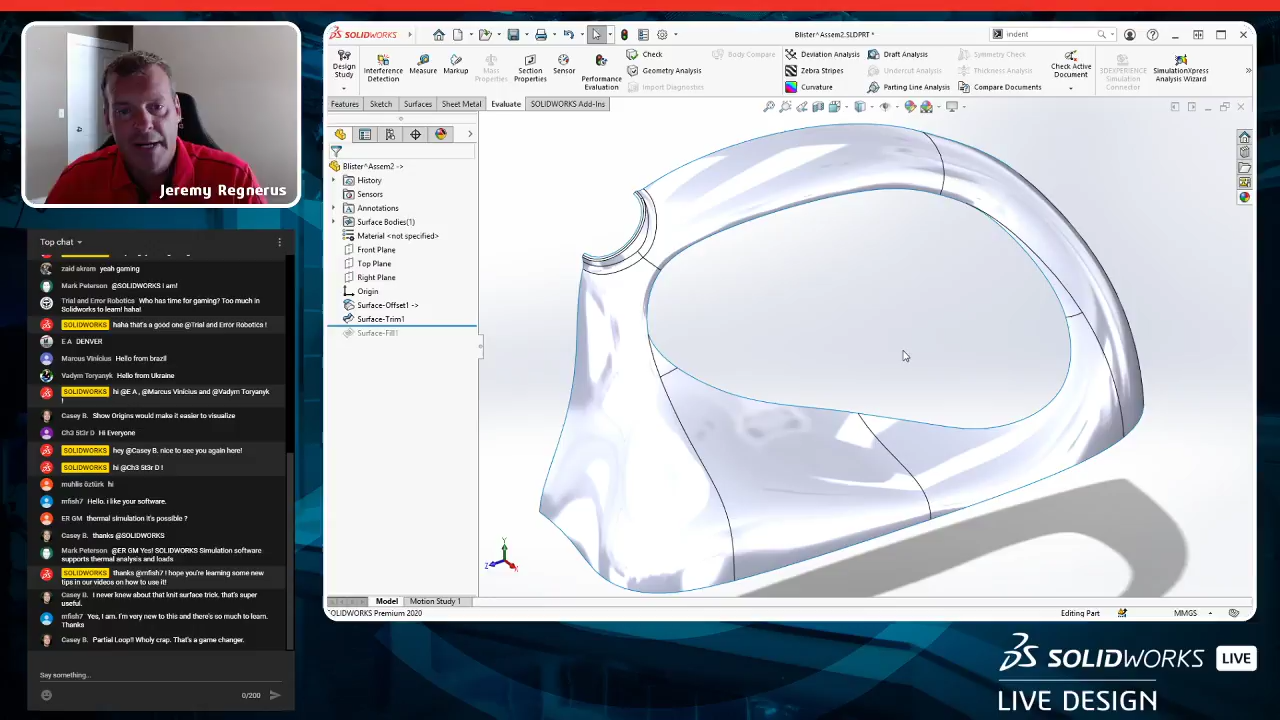 Jeremy Regnerus
Top chat
zaid akram yeah gaming
Mark Peterson @SOLIDWORKS I am!
Trial and Error Robotics Who has time for gaming? Too much in
Solidworks to learn! haha!
SOLIDWORKS haha that's a good one @Trial and Error Robotics !
E A DENVER
Marcus Vinícius Hello from brazil
Vadym Toryanyk Hello from Ukraine
SOLIDWORKS hi @E A , @Marcus Vinícius and @Vadym Toryanyk
!
Casey B. Show Origins would make it easier to visualize
Ch3 5t3r D Hi Everyone
SOLIDWORKS hey @Casey B. nice to see you again here!
SOLIDWORKS hi @Ch3 5t3r D !
muhlis öztürk hi
mfish7 Hello. i like your software.
ER GM thermal simulation it's possible ?
Casey B. thanks @SOLIDWORKS
Mark Peterson @ER GM Yes! SOLIDWORKS Simulation software
supports thermal analysis and loads
SOLIDWORKS thanks @mfish7 I hope you're learning some new
tips in our videos on how to use it!
Casey B. I never knew about that knit surface trick. that's super
useful.
mfish7 Yes, I am. I'm very new to this and there's so much to learn.
Thanks
Casey B. Partial Loop!! Wholy crap. That's a game changer.
Say something...
0/200
SOLIDWORKS
Blister^Assem2.SLDPRT *
indent
Design Study
Interference Detection
Measure
Markup
Mass Properties
Section Properties
Sensor
Performance Evaluation
Check
Geometry Analysis
Import Diagnostics
Body Compare
Deviation Analysis
Zebra Stripes
Curvature
Draft Analysis
Undercut Analysis
Parting Line Analysis
Symmetry Check
Thickness Analysis
Compare Documents
Check Active Document
3DEXPERIENCE Simulation Connector
SimulationXpress Analysis Wizard
Features Sketch Surfaces Sheet Metal Evaluate SOLIDWORKS Add-Ins
Blister^Assem2 ->
History
Sensors
Annotations
Surface Bodies(1)
Material <not specified>
Front Plane
Top Plane
Right Plane
Origin
Surface-Offset1 ->
Surface-Trim1
Surface-Fill1
Y
Z
Model Motion Study 1
SOLIDWORKS Premium 2020
Editing Part
MMGS
SOLIDWORKS LIVE
LIVE DESIGN